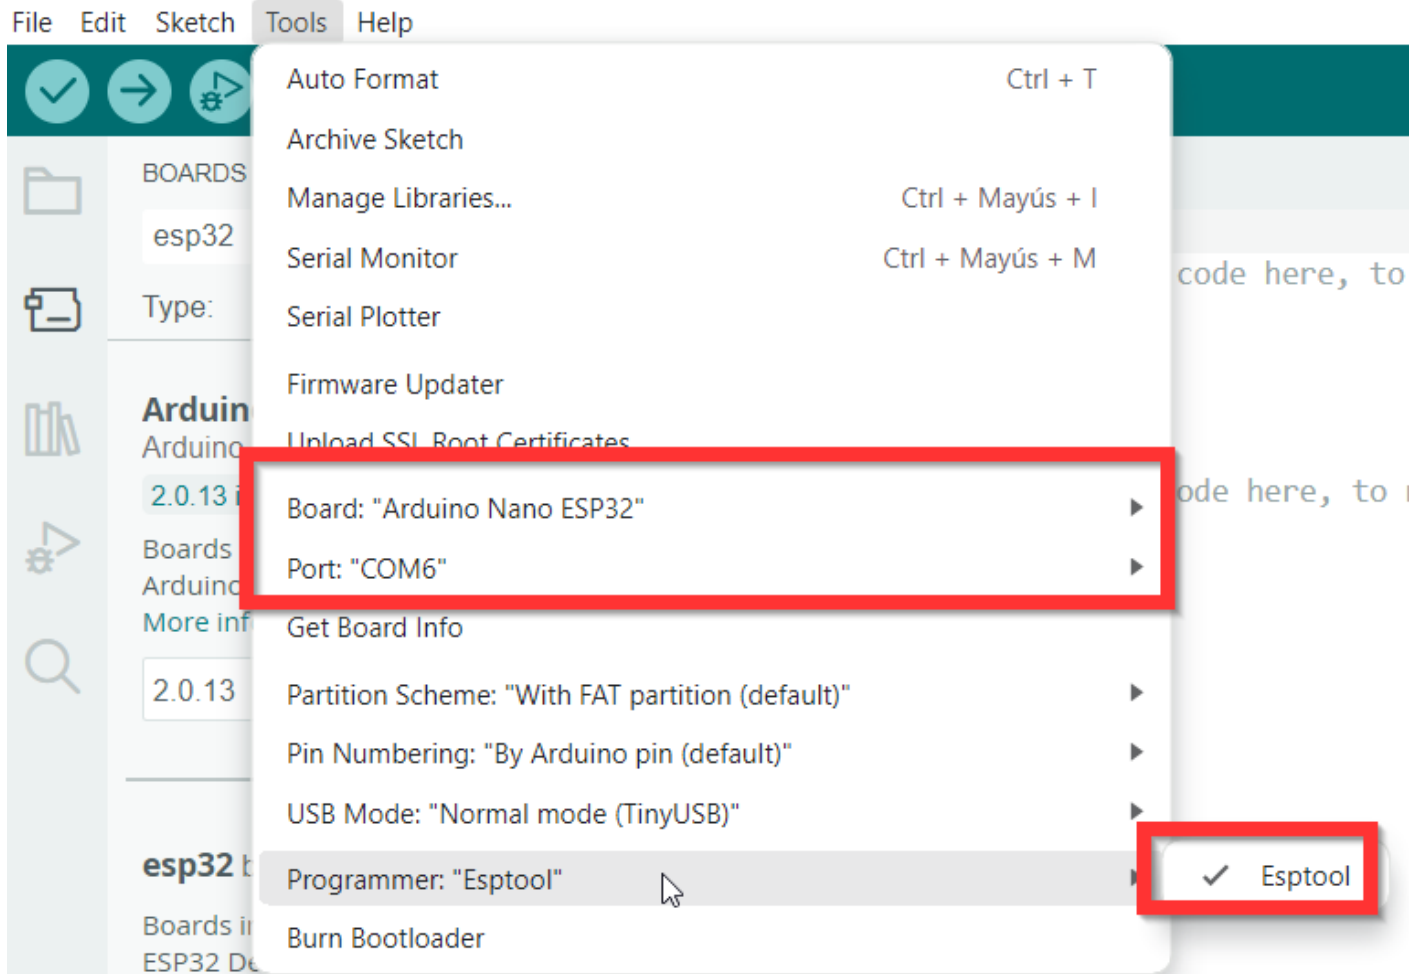 File Edit Sketch Tools Help
Auto Format Ctrl + T
Archive Sketch
BOARDS
Manage Libraries... Ctrl + Mayús + I
esp32
Serial Monitor Ctrl + Mayús + M
code here, to
Type:
Serial Plotter
Firmware Updater
Arduin
Upload SSL Root Certificates
Arduino
2.0.13 i
Board: "Arduino Nano ESP32"
ode here, to
Boards
Port: "COM6"
Arduino
More inf
Get Board Info
2.0.13
Partition Scheme: "With FAT partition (default)"
Pin Numbering: "By Arduino pin (default)"
USB Mode: "Normal mode (TinyUSB)"
esp32 b
Programmer: "Esptool"
Esptool
Boards in
Burn Bootloader
ESP32 De